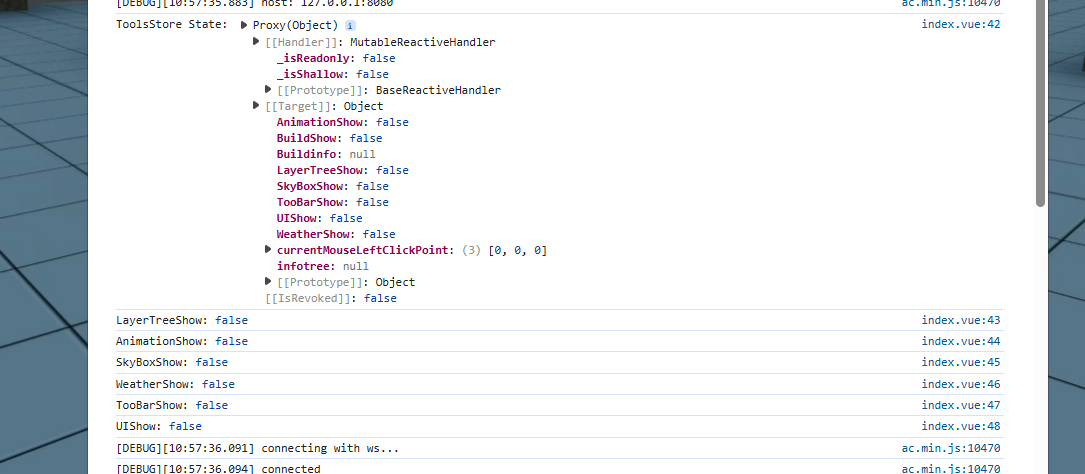 [DEBUG][10:57:35.883] host: 127.0.0.1:8080 ac.min.js:10470
ToolsStore State: Proxy(Object) i index.vue:42
[[Handler]]: MutableReactiveHandler
_isReadonly: false
_isShallow: false
[[Prototype]]: BaseReactiveHandler
[[Target]]: Object
AnimationShow: false
BuildShow: false
Buildinfo: null
LayerTreeShow: false
SkyBoxShow: false
TooBarShow: false
UIShow: false
WeatherShow: false
currentMouseLeftClickPoint: (3) [0, 0, 0]
infotree: null
[[Prototype]]: Object
[[IsRevoked]]: false
LayerTreeShow: false index.vue:43
AnimationShow: false index.vue:44
SkyBoxShow: false index.vue:45
WeatherShow: false index.vue:46
TooBarShow: false index.vue:47
UIShow: false index.vue:48
[DEBUG][10:57:36.091] connecting with ws... ac.min.js:10470
[DEBUG][10:57:36.094] connected ac.min.js:10470